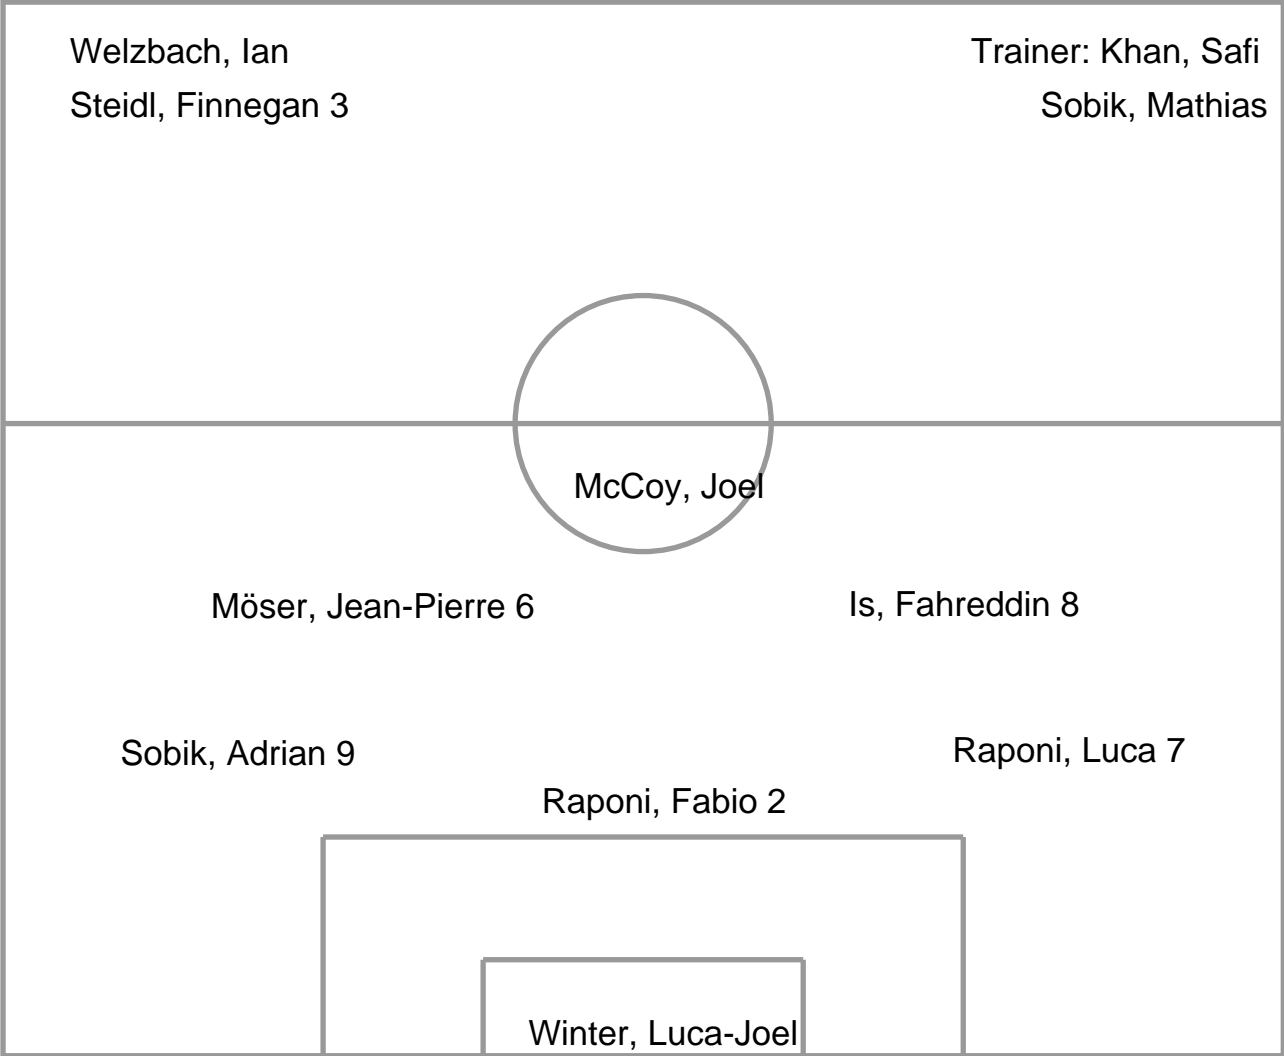 Welzbach, Ian
Trainer: Khan, Safi
Steidl, Finnegan 3
Sobik, Mathias
McCoy, Joel
Möser, Jean-Pierre 6
Is, Fahreddin 8
Sobik, Adrian 9
Raponi, Luca 7
Raponi, Fabio 2
Winter, Luca-Joel